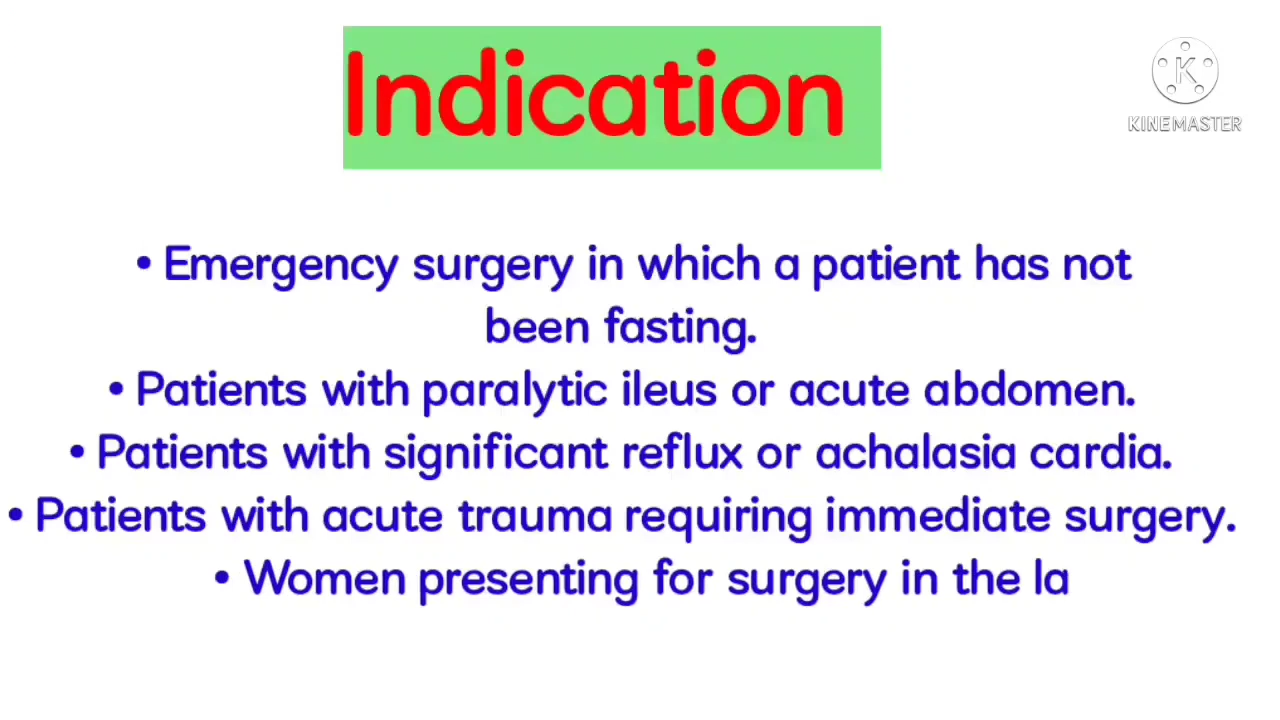 Indication
KINEMASTER
• Emergency surgery in which a patient has not
been fasting.
• Patients with paralytic ileus or acute abdomen.
• Patients with significant reflux or achalasia cardia.
• Patients with acute trauma requiring immediate surgery.
• Women presenting for surgery in the la